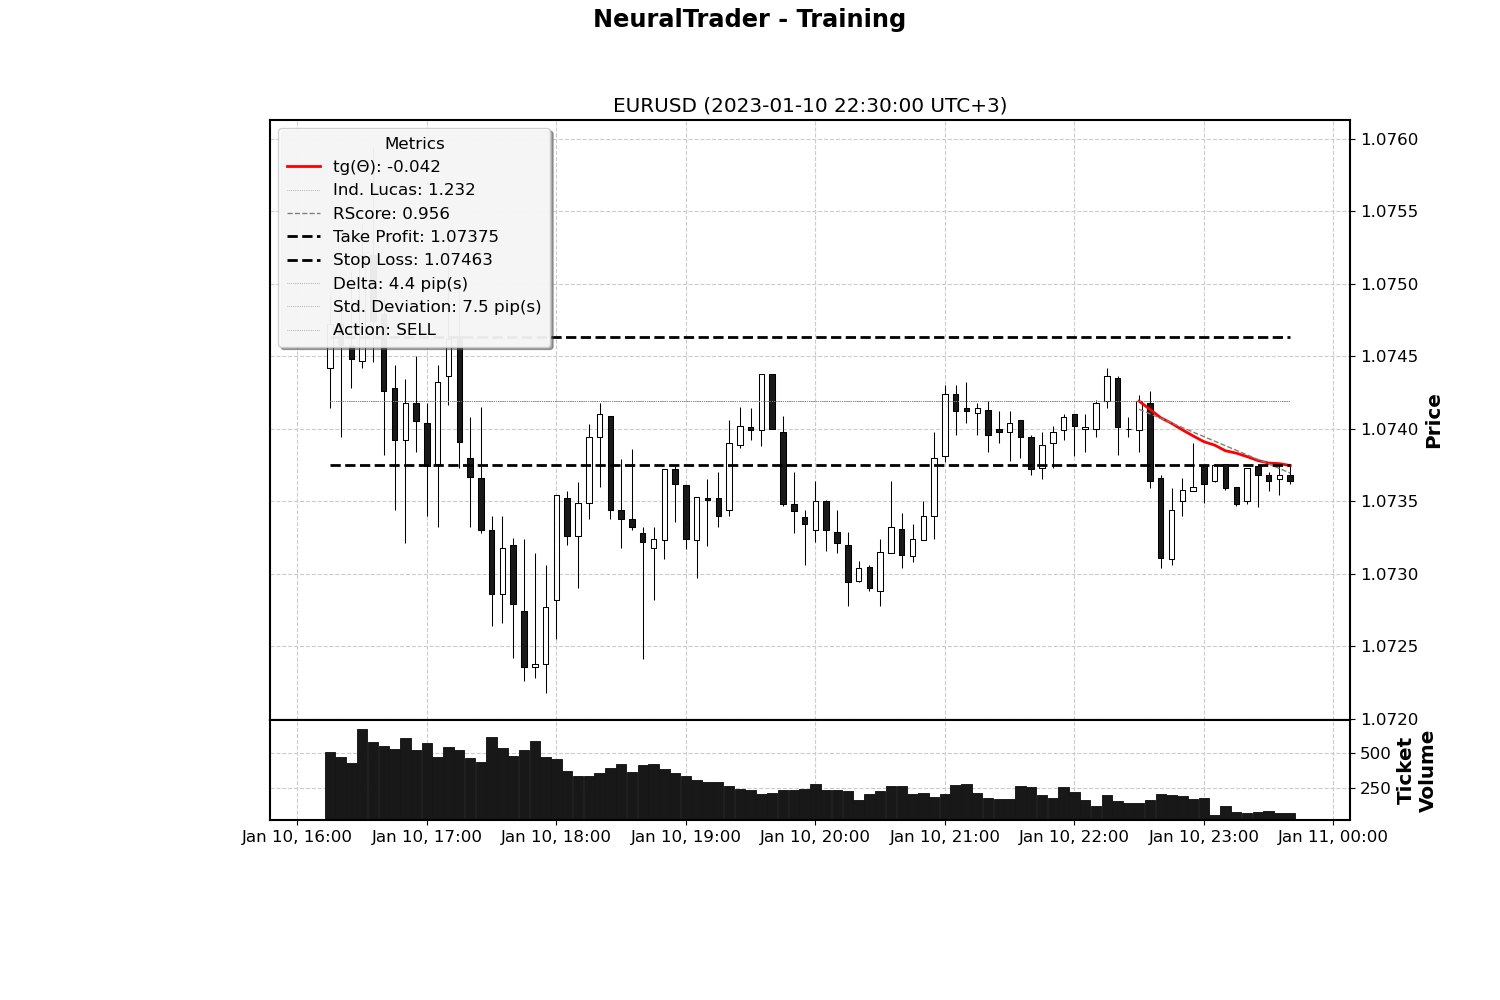 NeuralTrader - Training
EURUSD (2023-01-10 22:30:00 UTC+3)
Metrics
tg(Θ): -0.042
Ind. Lucas: 1.232
RScore: 0.956
Take Profit: 1.07375
Stop Loss: 1.07463
Delta: 4.4 pip(s)
Std. Deviation: 7.5 pip(s)
Action: SELL
1.0760
1.0755
1.0750
1.0745
1.0740
1.0735
1.0730
1.0725
1.0720
Price
500
250
Ticket
Volume
Jan 10, 16:00
Jan 10, 17:00
Jan 10, 18:00
Jan 10, 19:00
Jan 10, 20:00
Jan 10, 21:00
Jan 10, 22:00
Jan 10, 23:00
Jan 11, 00:00